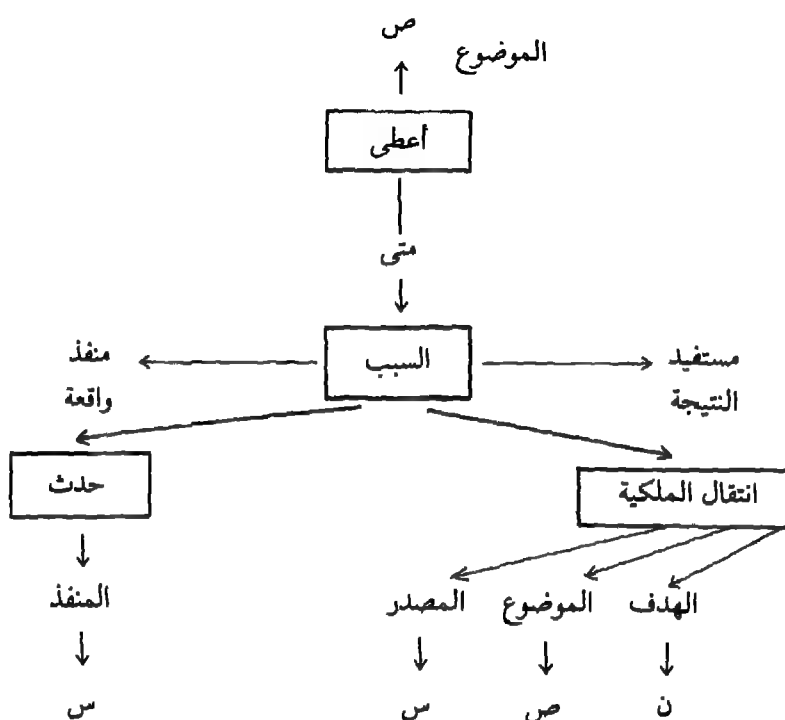 ص
الموضوع
أعطى
متى
مستفيد
السبب
منفذ
النتيجة
واقعة
انتقال الملكية
حدث
الهدف
الموضوع
المصدر
المنفذ
ن
ص
س
س